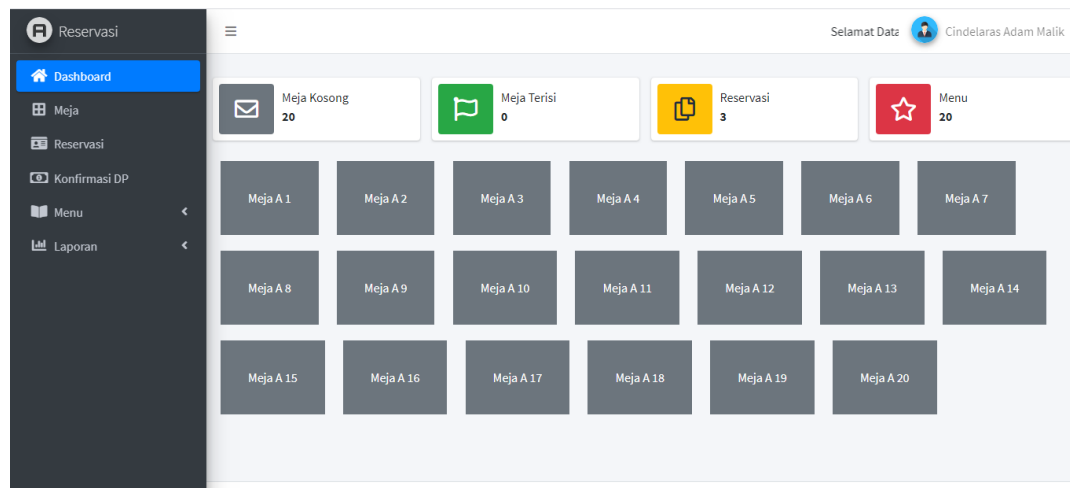 Reservasi
Selamat Data
Cindelaras Adam Malik
Dashboard
Meja
Reservasi
Konfirmasi DP
Menu
Laporan
Meja Kosong
20
Meja Terisi
0
Reservasi
3
Menu
20
Meja A 1 Meja A 2 Meja A 3 Meja A 4 Meja A 5 Meja A 6 Meja A 7
Meja A 8 Meja A 9 Meja A 10 Meja A 11 Meja A 12 Meja A 13 Meja A 14
Meja A 15 Meja A 16 Meja A 17 Meja A 18 Meja A 19 Meja A 20